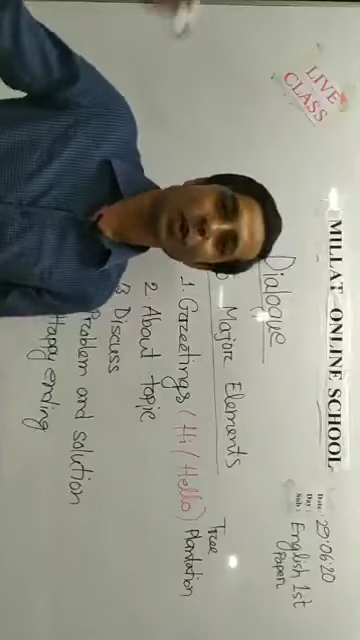 LIVE
CLASS
MILLAT ONLINE SCHOOL
Date: 29:06:20
Day:
Sub: English 1st
Paper
Dialogue
Major Elements
1. Greetings (Hi / Hello)
Tree
Plantation
2. About topic
3. Discuss
Problem and solution
Happy ending